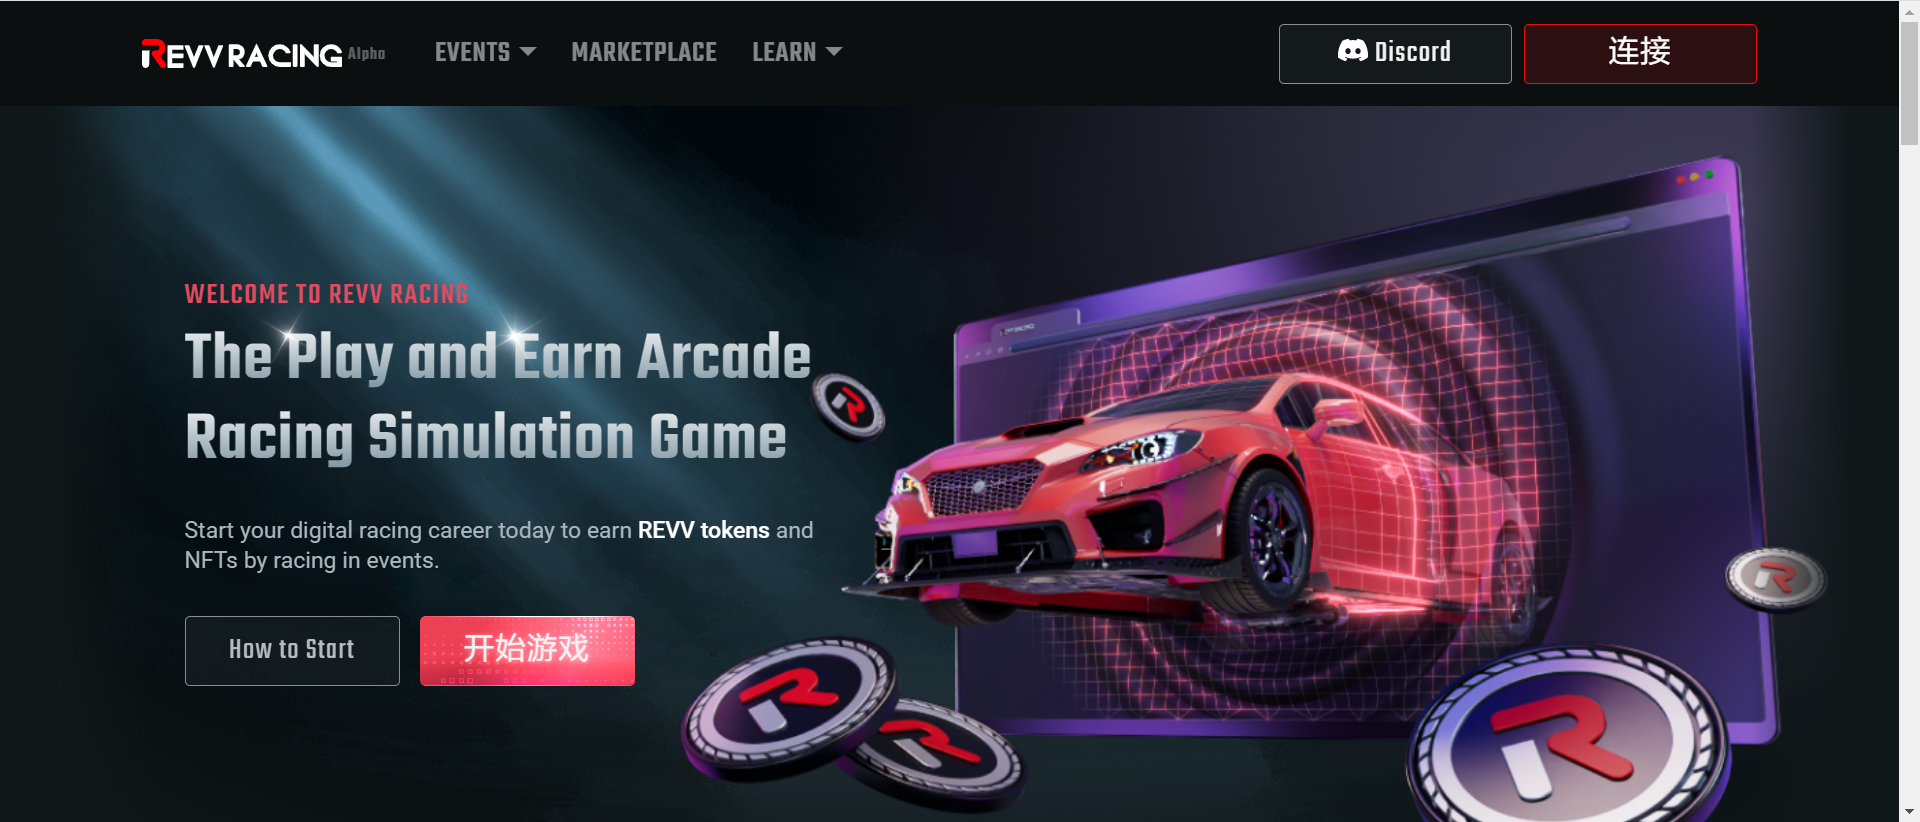 REVV RACING Alpha
EVENTS
MARKETPLACE
LEARN
Discord
连接
WELCOME TO REVV RACING
The Play and Earn Arcade
Racing Simulation Game
Start your digital racing career today to earn REVV tokens and
NFTs by racing in events.
How to Start
开始游戏